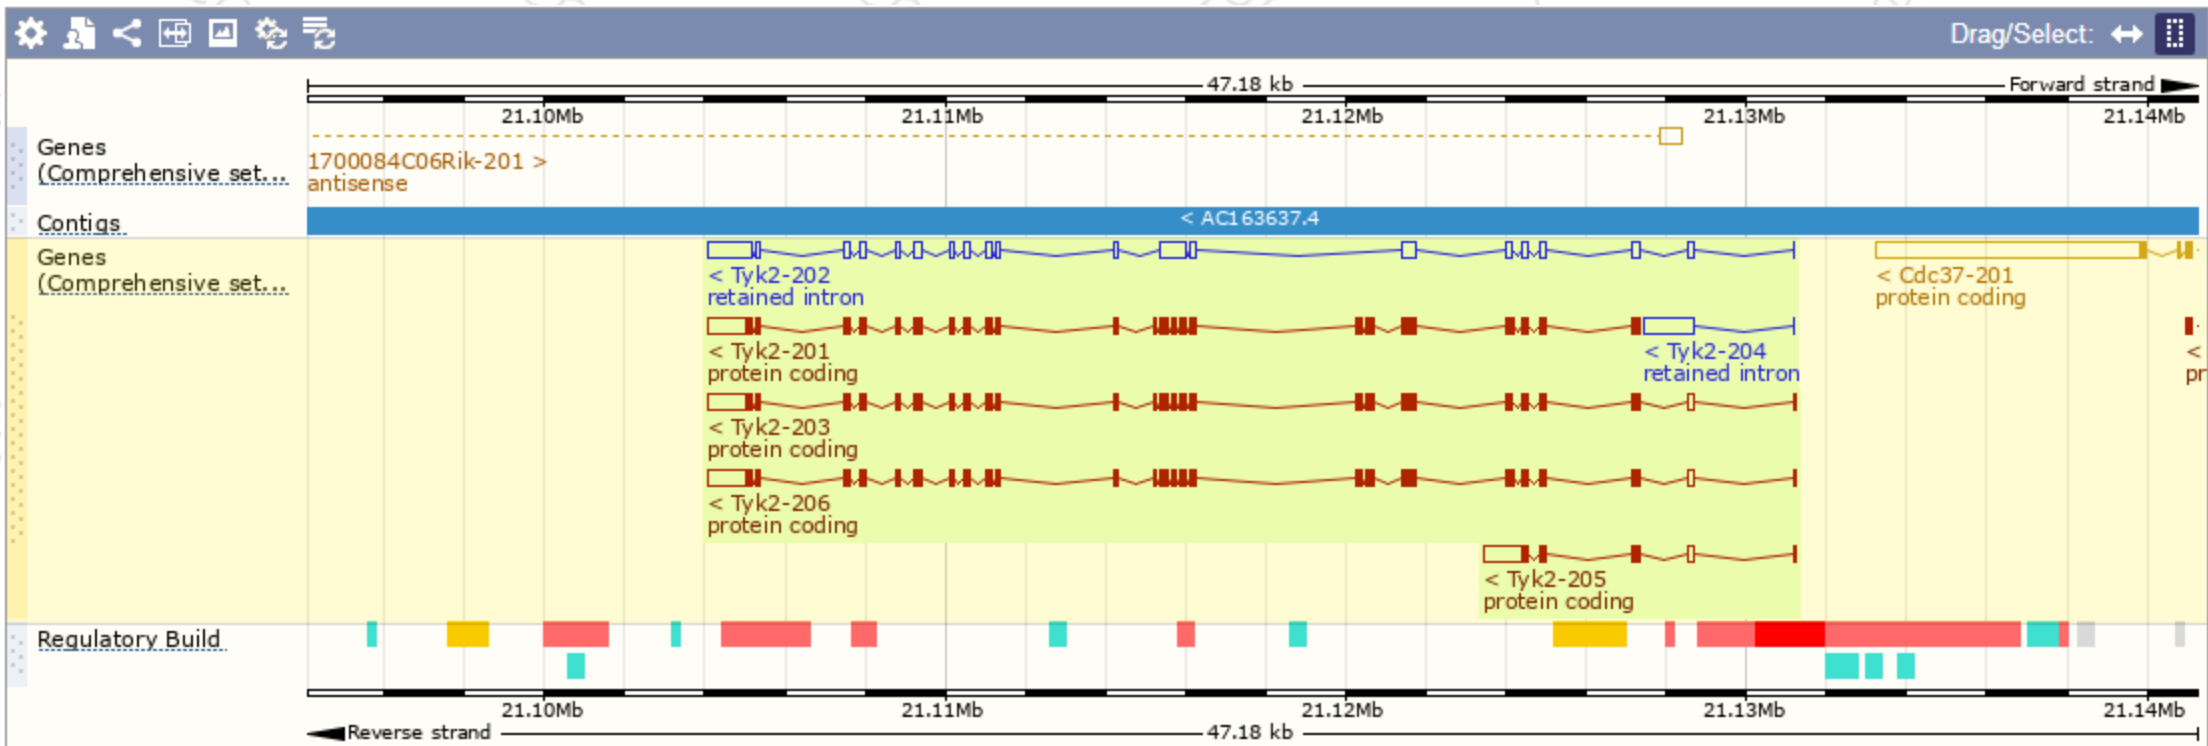 Drag/Select:
47.18 kb
Forward strand
21.10Mb 21.11Mb 21.12Mb 21.13Mb 21.14Mb
Genes
(Comprehensive set...
1700084C06Rik-201 >
antisense
Contigs
< AC163637.4
Genes
(Comprehensive set...
< Tyk2-202
retained intron
< Cdc37-201
protein coding
< Tyk2-201
protein coding
< Tyk2-204
retained intron
<
pr
< Tyk2-203
protein coding
< Tyk2-206
protein coding
< Tyk2-205
protein coding
Regulatory Build
21.10Mb 21.11Mb 21.12Mb 21.13Mb 21.14Mb
Reverse strand
47.18 kb